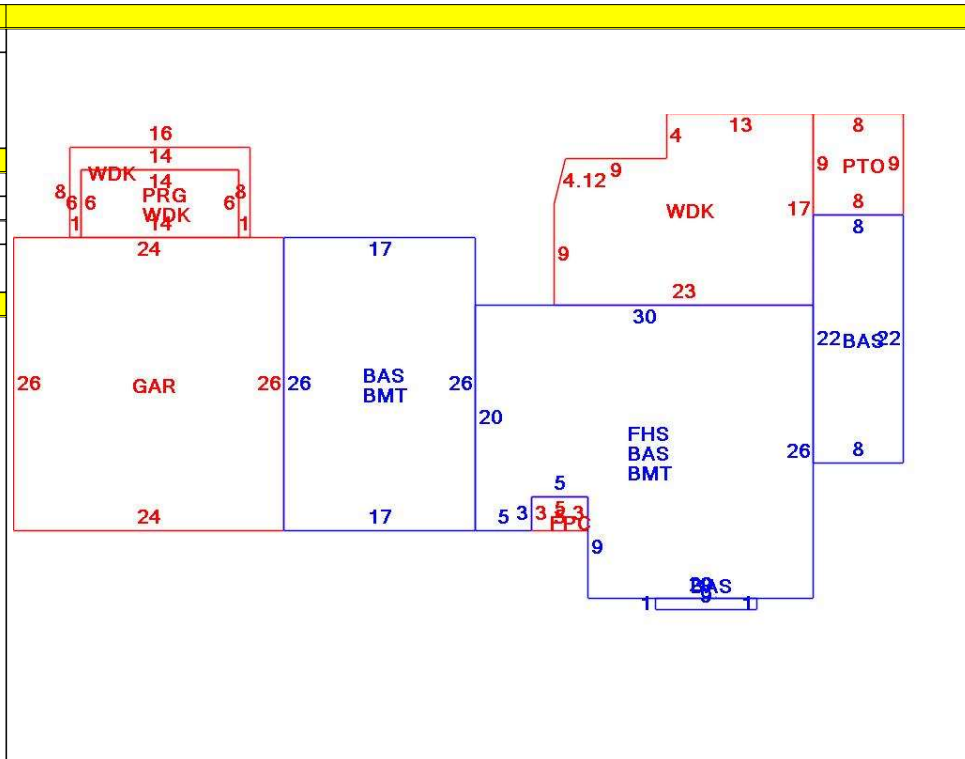 16
14
WDK
14
8 6 6 PRG 6 8
WDK
1 14 1
24
26 GAR 26
24
17
26 BAS 26
BMT
17
13
4
9
4.12
WDK 17
9
23
8
9 PTO 9
8
8
22 BAS 22
8
30
20
FHS
BAS 26
BMT
5
5 3 3 5 3
FPC
9
BAS
9
1 1